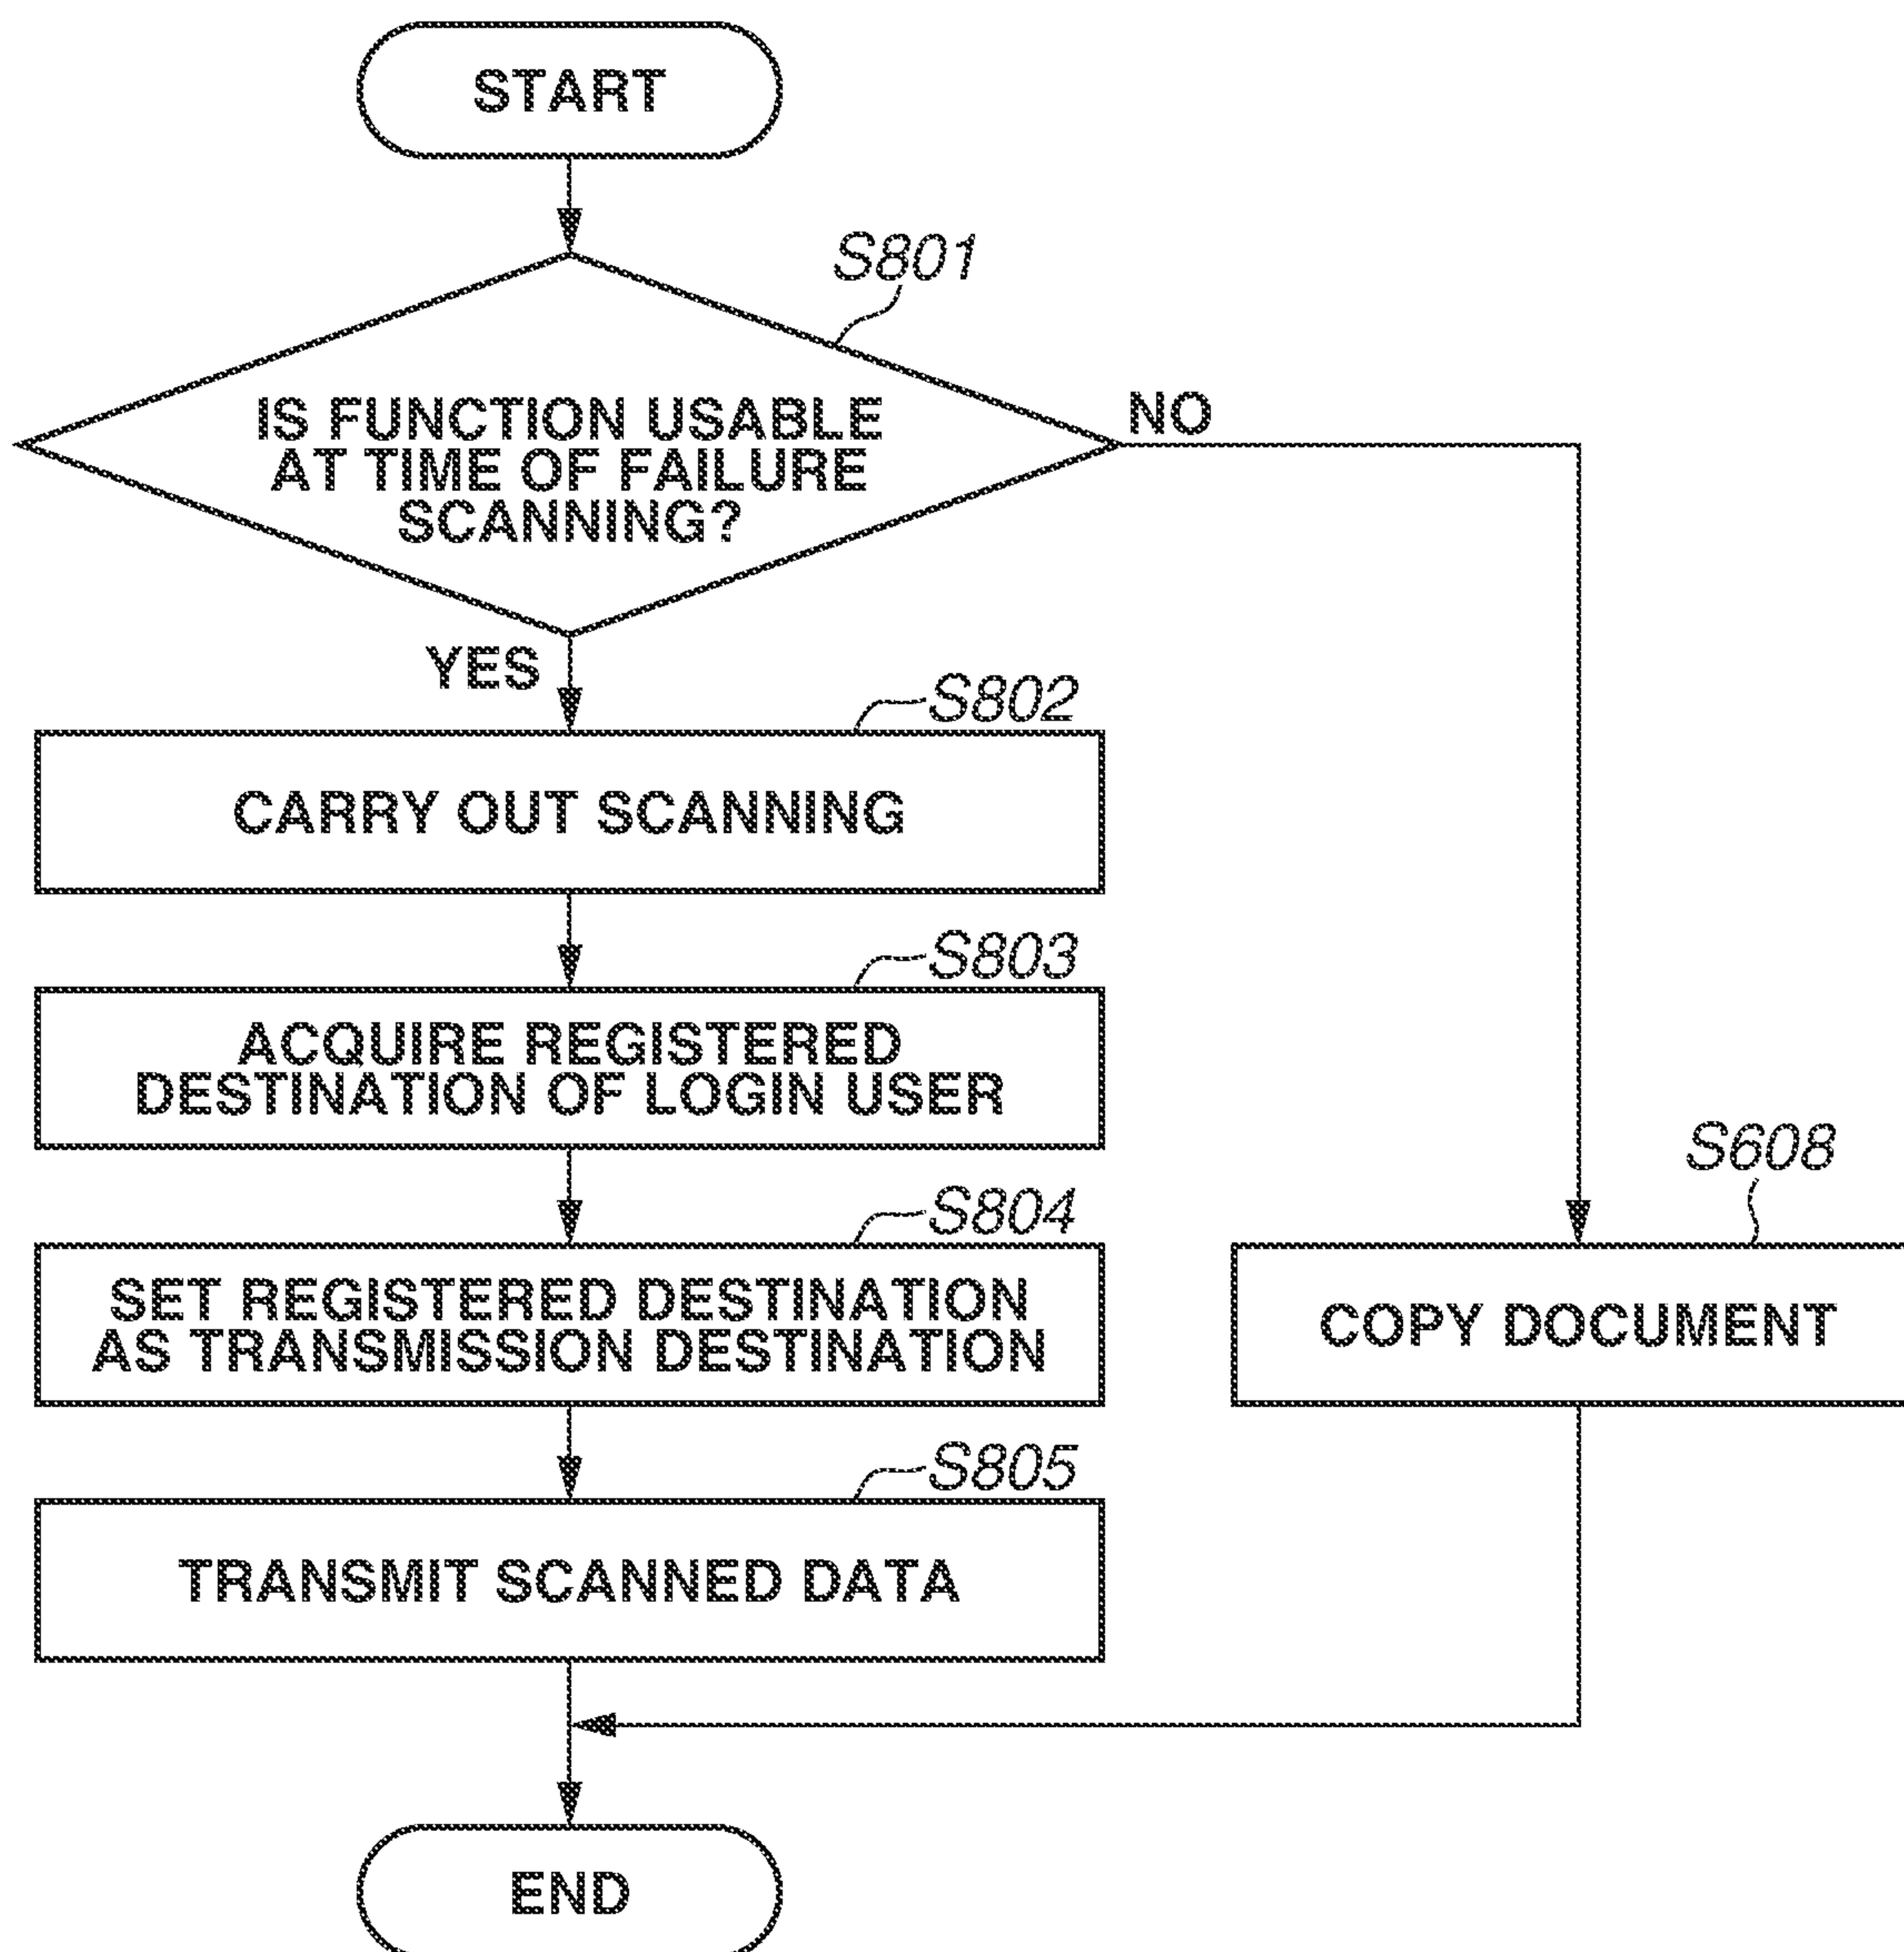 START
S801
IS FUNCTION USABLE
AT TIME OF FAILURE
SCANNING?
NO
YES
S802
CARRY OUT SCANNING
S803
ACQUIRE REGISTERED
DESTINATION OF LOGIN USER
S804
SET REGISTERED DESTINATION
AS TRANSMISSION DESTINATION
S608
COPY DOCUMENT
S805
TRANSMIT SCANNED DATA
END